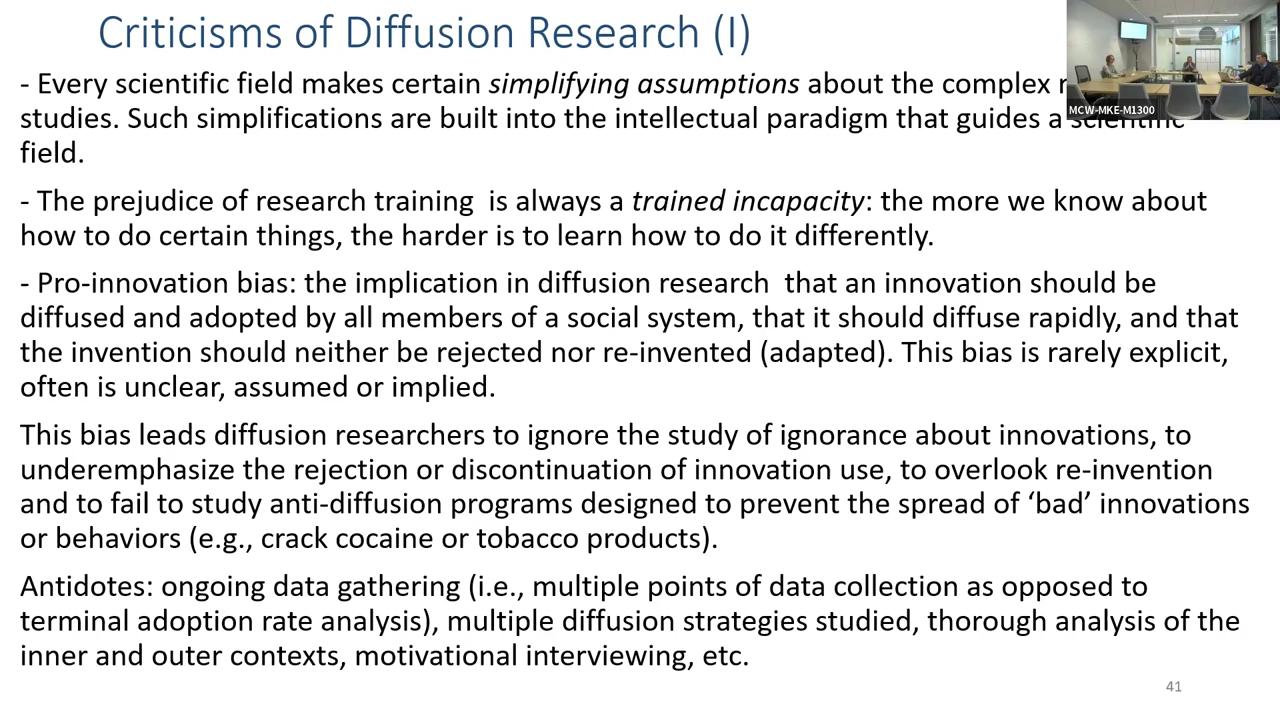 Criticisms of Diffusion Research (I)
- Every scientific field makes certain simplifying assumptions about the complex
MCW-MKE-M1300
studies. Such simplifications are built into the intellectual paradigm that guides a scientific
field.
- The prejudice of research training is always a trained incapacity: the more we know about
how to do certain things, the harder is to learn how to do it differently.
- Pro-innovation bias: the implication in diffusion research that an innovation should be
diffused and adopted by all members of a social system, that it should diffuse rapidly, and that
the invention should neither be rejected nor re-invented (adapted). This bias is rarely explicit,
often is unclear, assumed or implied.
This bias leads diffusion researchers to ignore the study of ignorance about innovations, to
underemphasize the rejection or discontinuation of innovation use, to overlook re-invention
and to fail to study anti-diffusion programs designed to prevent the spread of ‘bad’ innovations
or behaviors (e.g., crack cocaine or tobacco products).
Antidotes: ongoing data gathering (i.e., multiple points of data collection as opposed to
terminal adoption rate analysis), multiple diffusion strategies studied, thorough analysis of the
inner and outer contexts, motivational interviewing, etc.
41